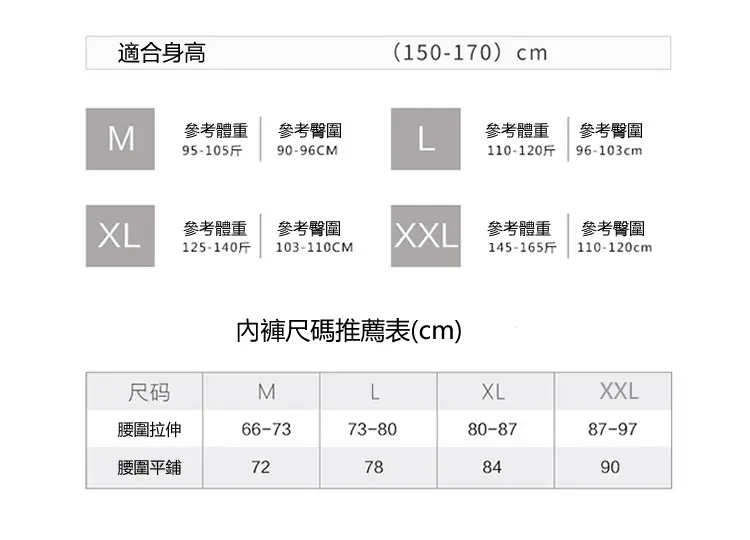 適合身高 （150-170）cm
M 參考體重 參考臀圍 L 參考體重 參考臀圍
95-105斤 90-96CM 110-120斤 96-103cm
XL 參考體重 參考臀圍 XXL 參考體重 參考臀圍
125-140斤 103-110CM 145-165斤 110-120cm
內褲尺碼推薦表(cm)
尺码 M L XL XXL
腰圍拉伸 66-73 73-80 80-87 87-97
腰圍平鋪 72 78 84 90